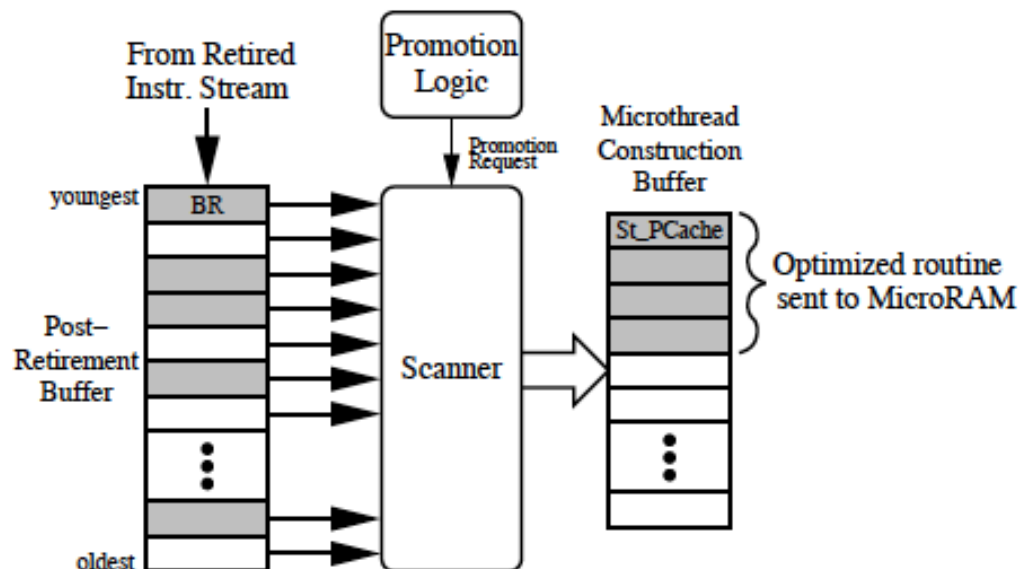 From Retired
Instr. Stream
Promotion
Logic
Promotion
Request
Microthread
Construction
Buffer
youngest
BR
St_PCache
Optimized routine
sent to MicroRAM
Post–
Retirement
Buffer
Scanner
oldest